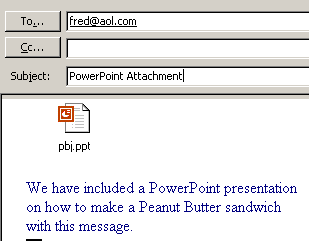 To...
fred@aol.com
Cc...
Subject:
PowerPoint Attachment
pbj.ppt
We have included a PowerPoint presentation
on how to make a Peanut Butter sandwich
with this message.